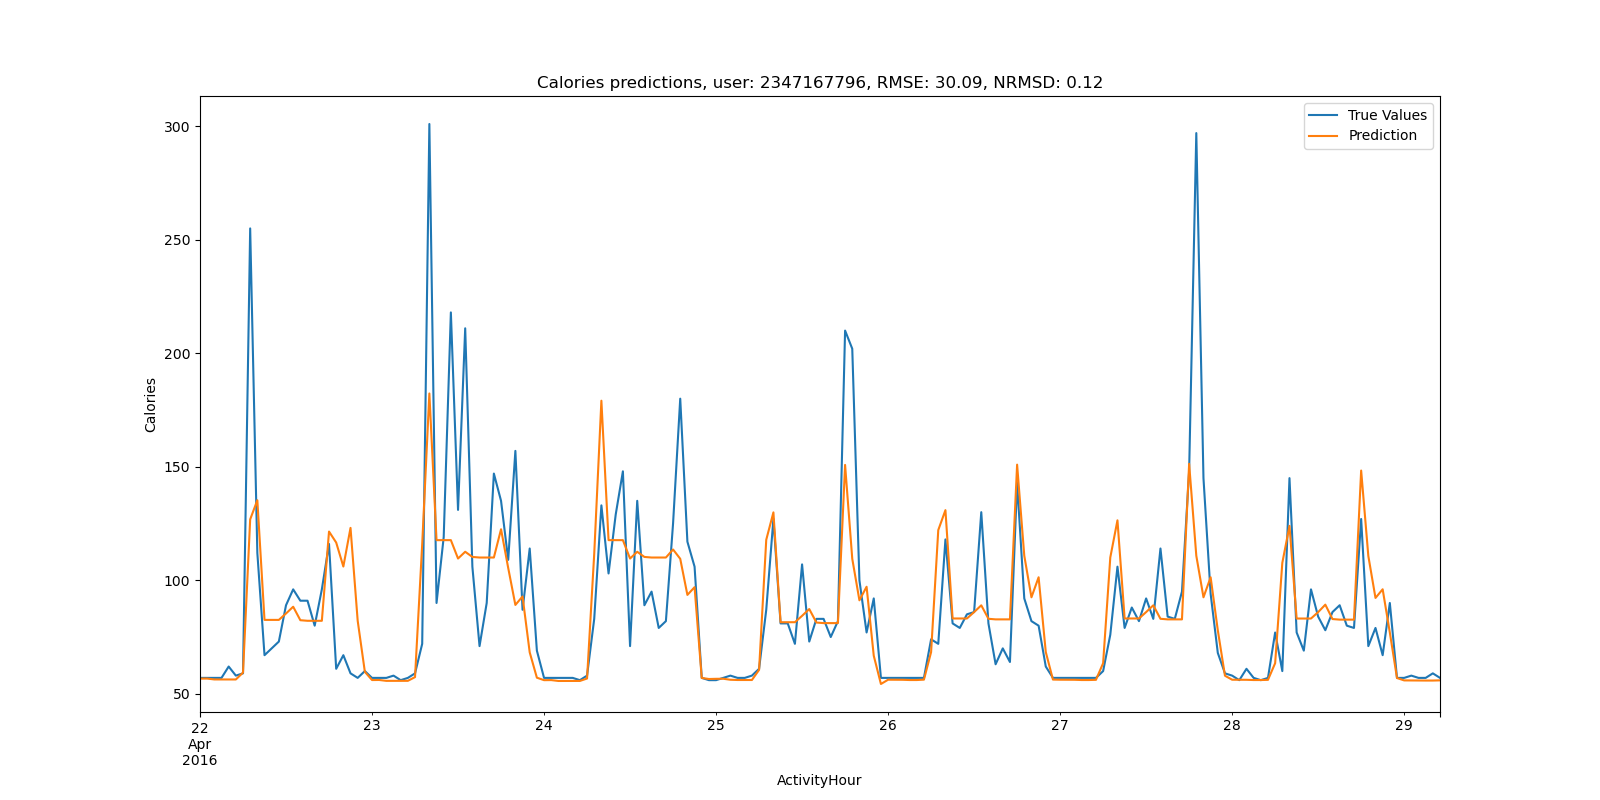 Calories predictions, user: 2347167796, RMSE: 30.09, NRMSD: 0.12
True Values
Prediction
300
250
200
150
100
50
Calories
22 23 24 25 26 27 28 29
Apr
2016
ActivityHour